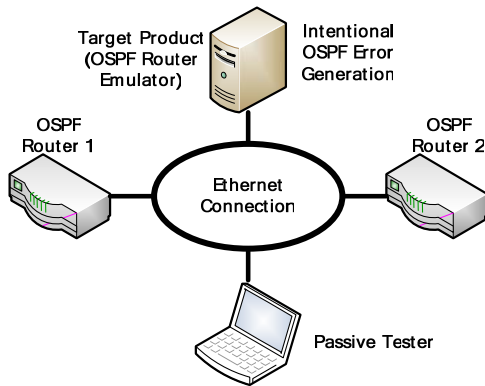 Target Product
(OSPF Router
Emulator)
Intentional
OSPF Error
Generation
OSPF
Router 1
OSPF
Router 2
Ethernet
Connection
Passive Tester